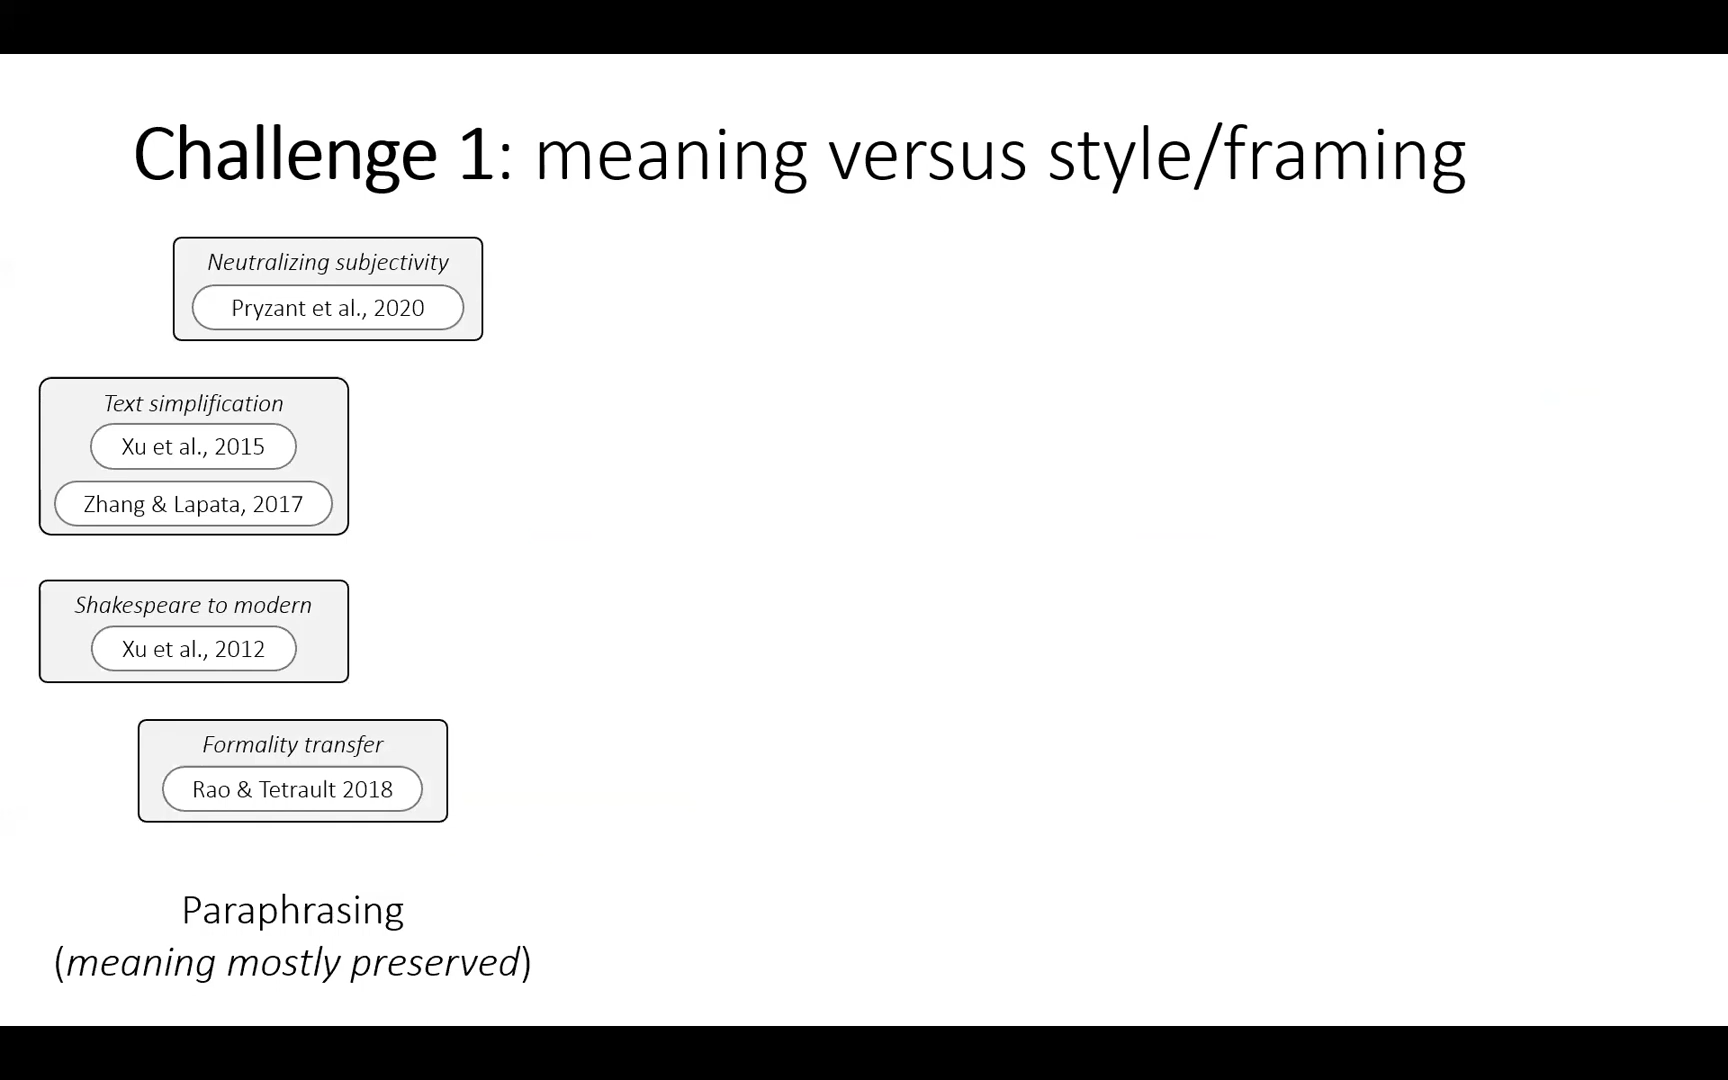 Challenge 1: meaning versus style/framing
Neutralizing subjectivity
Pryzant et al., 2020
Text simplification
Xu et al., 2015
Zhang & Lapata, 2017
Shakespeare to modern
Xu et al., 2012
Formality transfer
Rao & Tetrault 2018
Paraphrasing
(meaning mostly preserved)